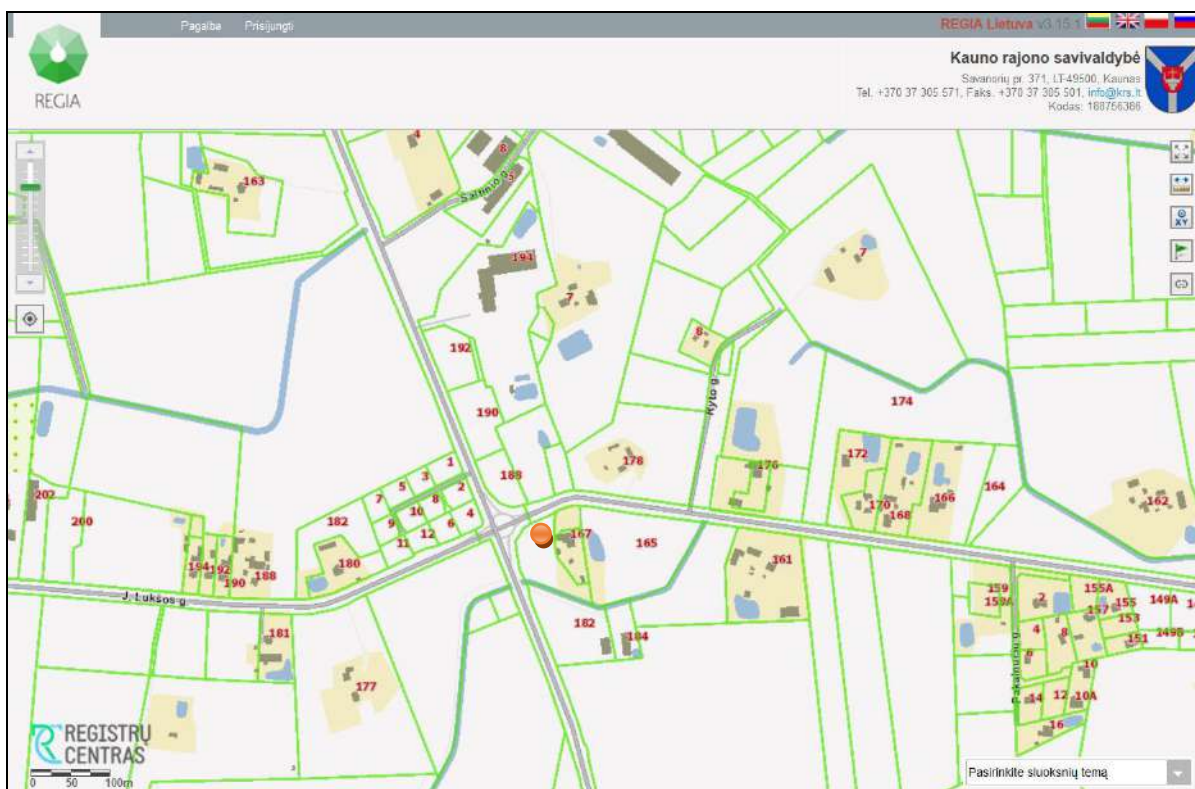 Pagalba Prisijungti
REGIA Lietuva v3.15.1
REGIA
Kauno rajono savivaldybė
Savanorių pr. 371, LT-49500, Kaunas
Tel. +370 37 305 571, Faks. +370 37 305 501, info@krs.lt
Kodas: 188756386
4
8
5
163
Salnėnų g.
XY
194
7
7
8
192
Kyto g.
190
174
178
172
176
188
1
3
2
5
7
8
10
4
6
9
12
11
170
168
166
164
162
202
200
182
180
167
165
161
194
192
190
188
J. Lukšos g.
181
182
184
177
159
159A
2
155A
157
155
153
151
149A
149B
4
8
6
Pakalnučių g.
10
14
12
10A
16
REGISTRŲ
CENTRAS
0 50 100m
Pasirinkite sluoksnių temą